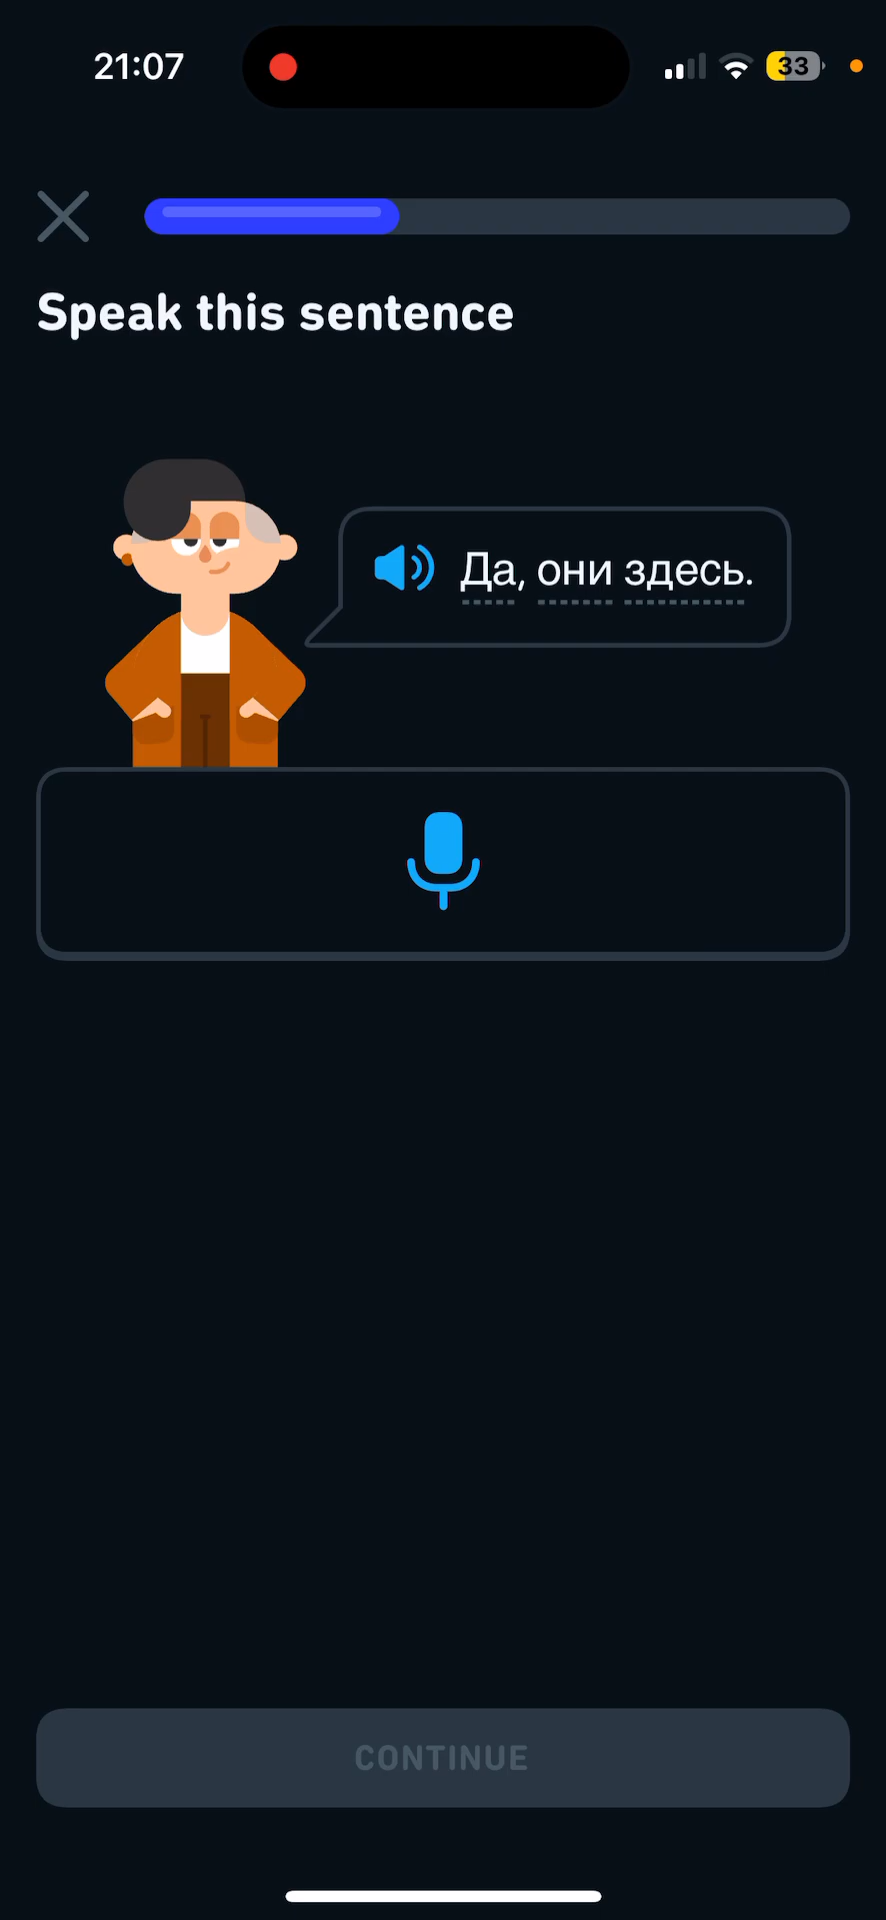 21:07
33
Speak this sentence
Да, они здесь.
CONTINUE